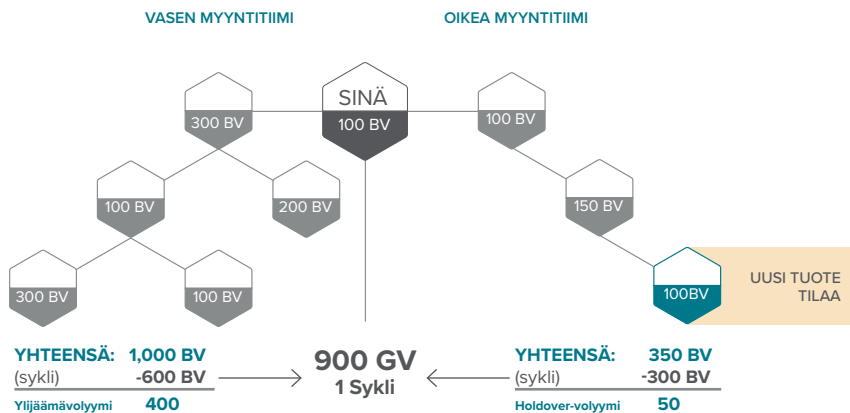 VASEN MYYNTITIIMI
OIKEA MYYNTITIIMI
SINÄ
100 BV
300 BV
100 BV
100 BV
200 BV
150 BV
300 BV
100 BV
100BV
UUSI TUOTE
TILAA
YHTEENSÄ: 1,000 BV
(sykli) -600 BV
Ylijäämävolyymi 400
900 GV
1 Sykli
YHTEENSÄ: 350 BV
(sykli) -300 BV
Holdover-volyymi 50